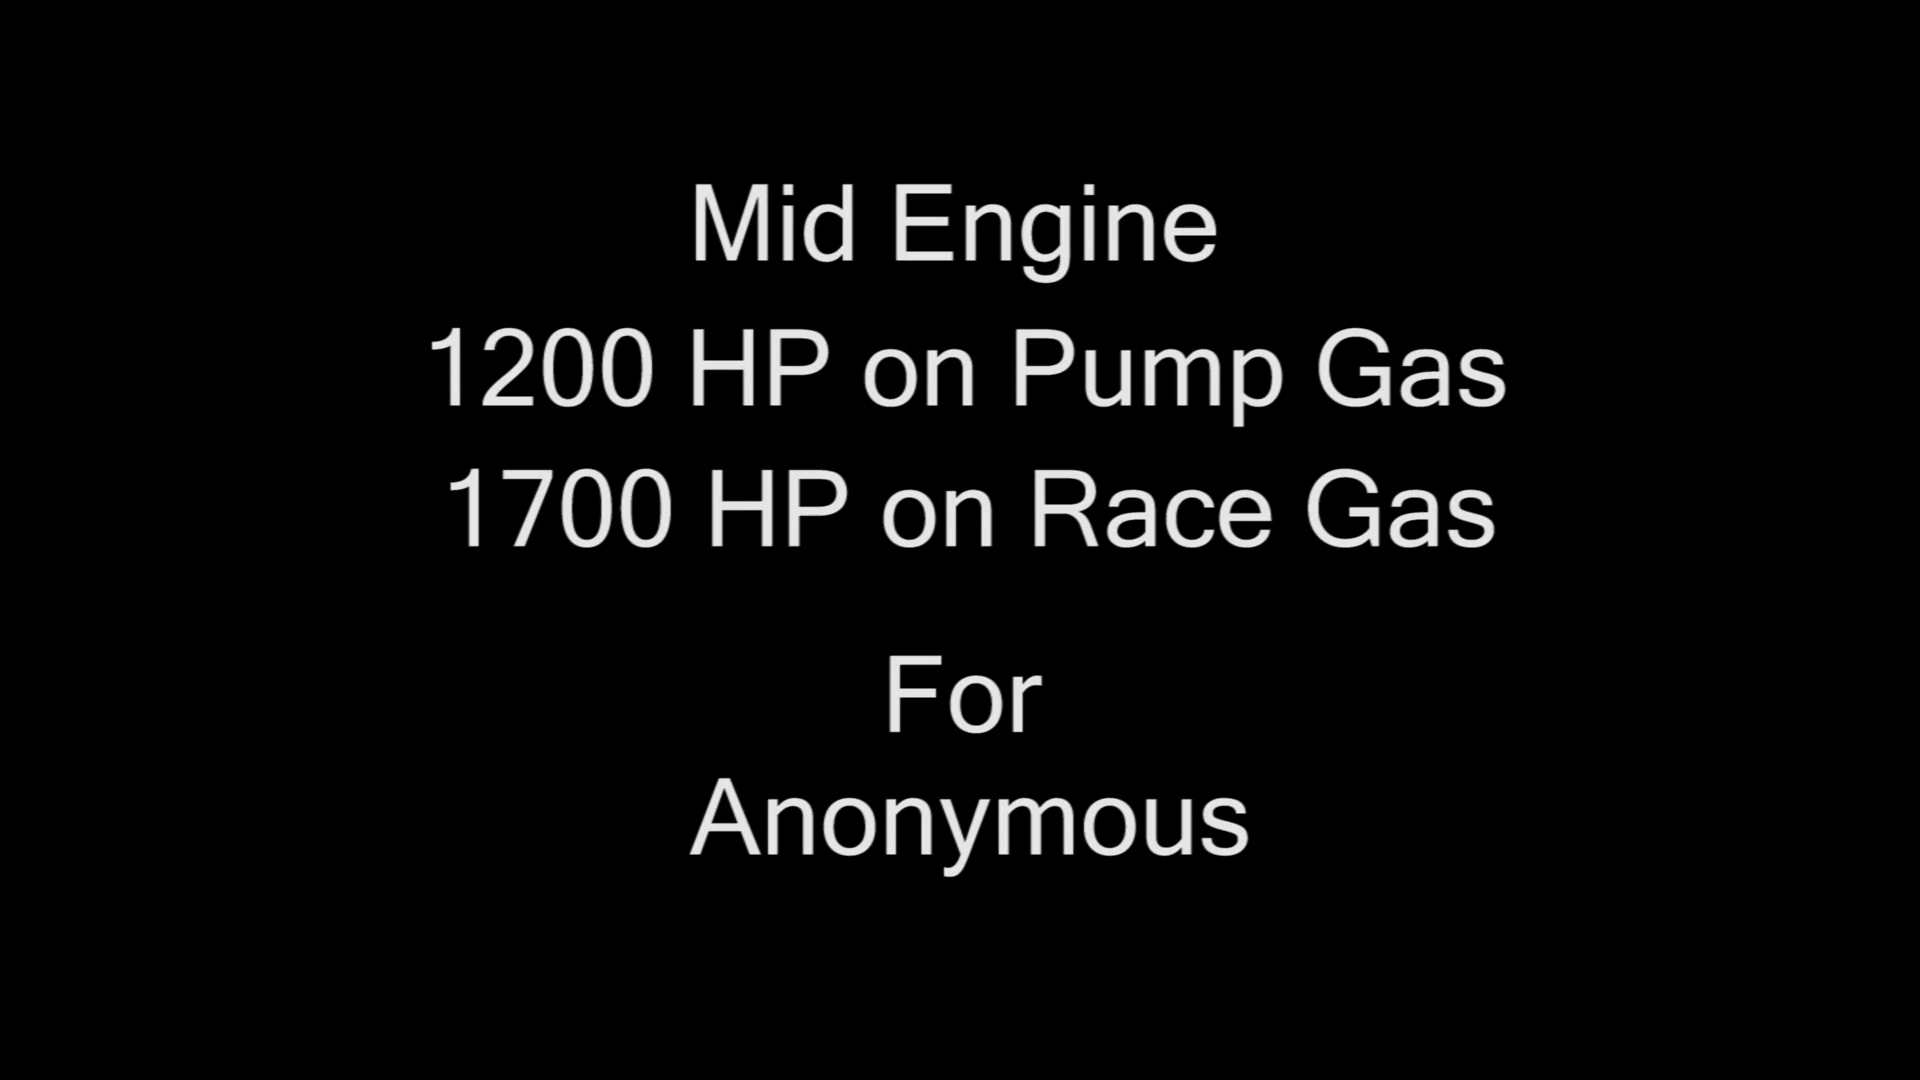 Mid Engine
1200 HP on Pump Gas
1700 HP on Race Gas
For
Anonymous